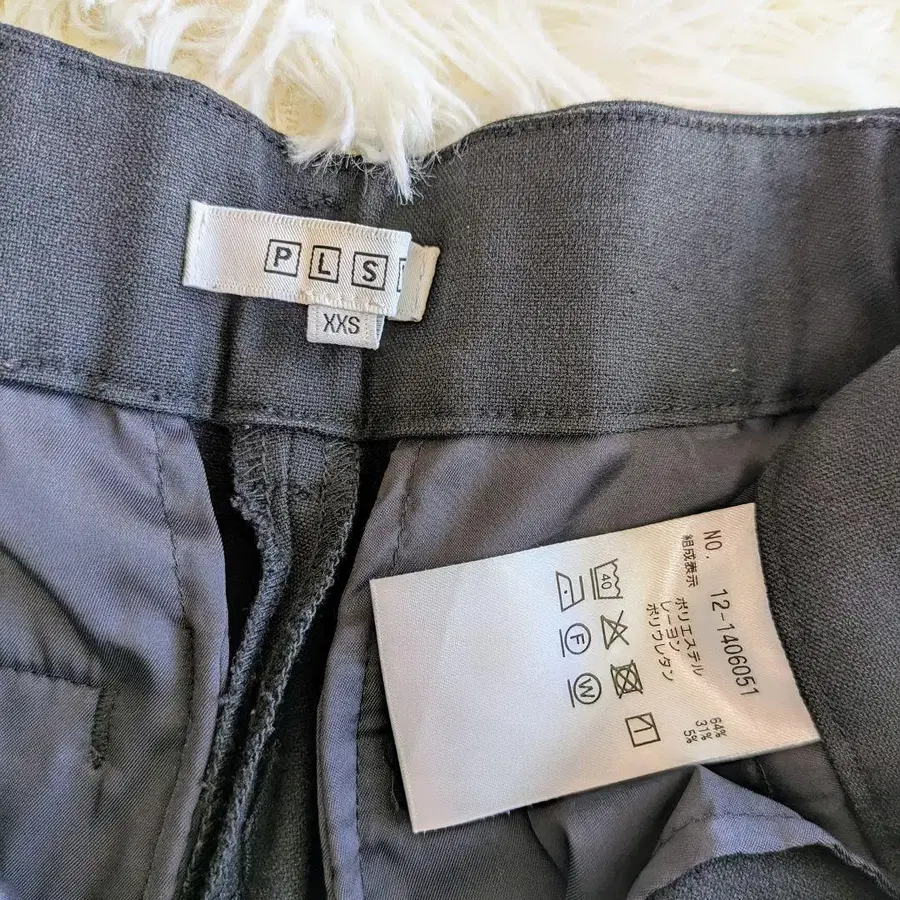 PLS
XXS
NO. 12-1406051
組成表示
ポリエステル 64%
レーヨン 31%
ポリウレタン 5%
40
F
W